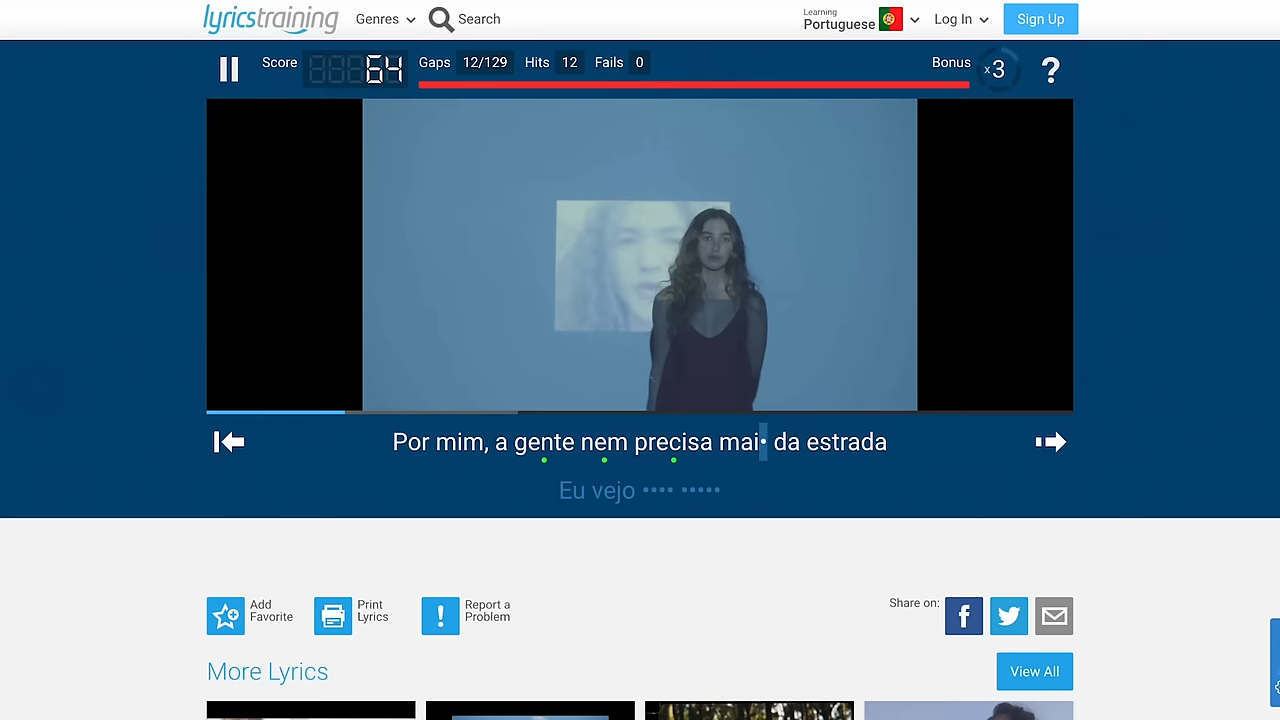 lyricstraining
Genres
Search
Learning
Portuguese
Log In
Sign Up
Score 64 Gaps 12/129 Hits 12 Fails 0 Bonus x3 ?
Por mim, a gente nem precisa mai• da estrada
Eu vejo •••• •••••
Add Favorite
Print Lyrics
Report a Problem
Share on:
More Lyrics
View All